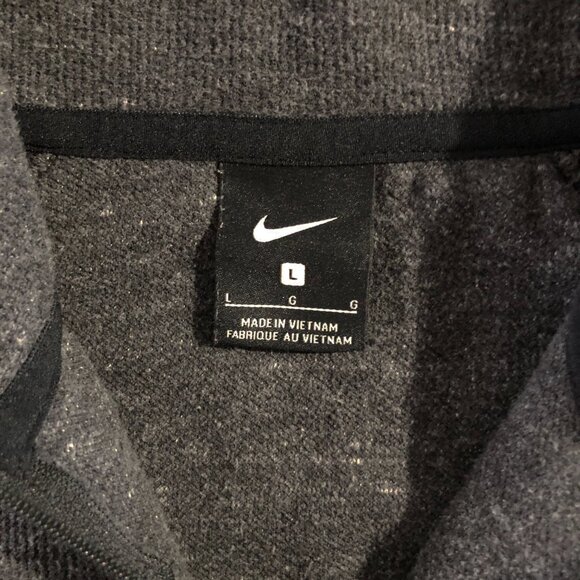 L
L G G
MADE IN VIETNAM
FABRIQUE AU VIETNAM